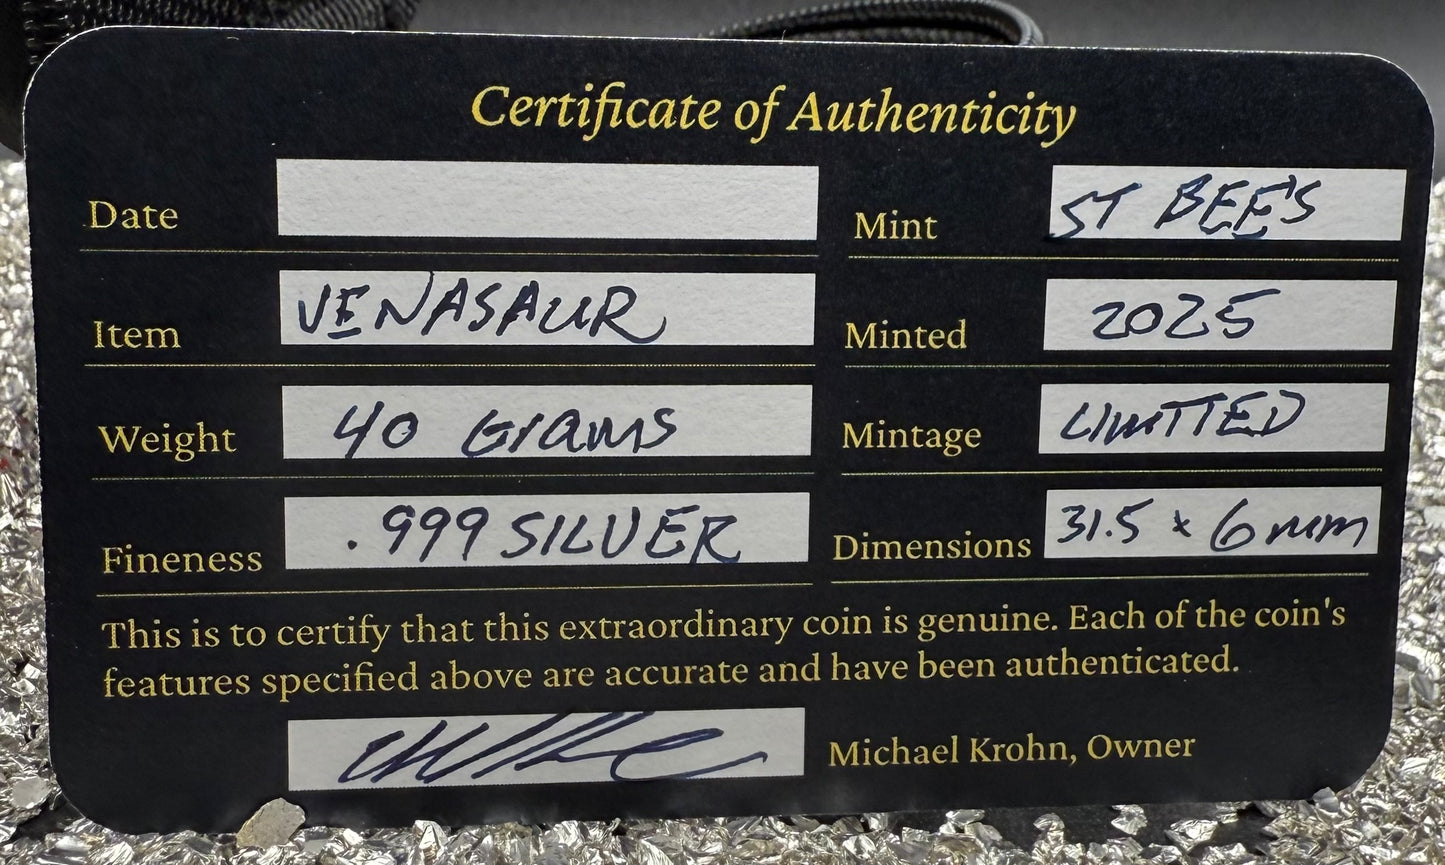 Certificate of Authenticity
Date
Mint ST BEE'S
Item VENASAUR
Minted 2025
Weight 40 Grams
Mintage LIMITTED
Fineness .999 SILVER
Dimensions 31.5 x 6mm
This is to certify that this extraordinary coin is genuine. Each of the coin's
features specified above are accurate and have been authenticated.
Michael Krohn, Owner